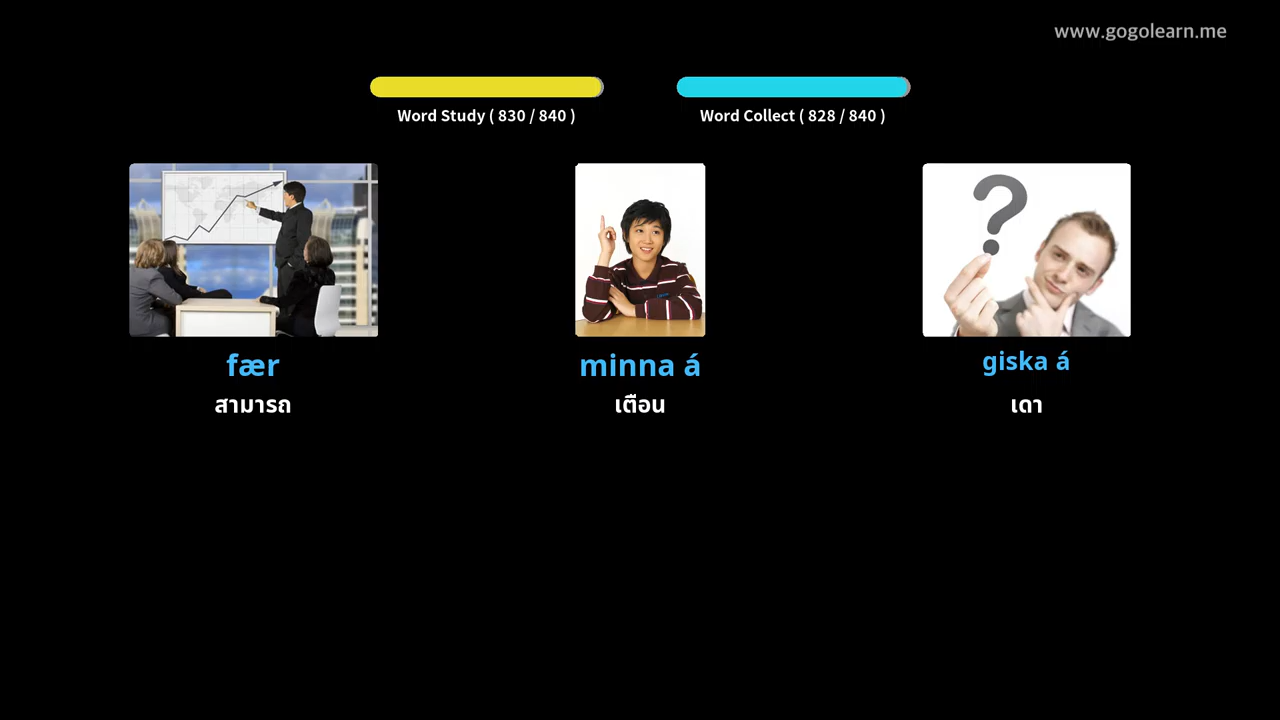 www.gogolearn.me
Word Study ( 830 / 840 )
Word Collect ( 828 / 840 )
fær
minna á
giska á
สามารถ
เตือน
เดา